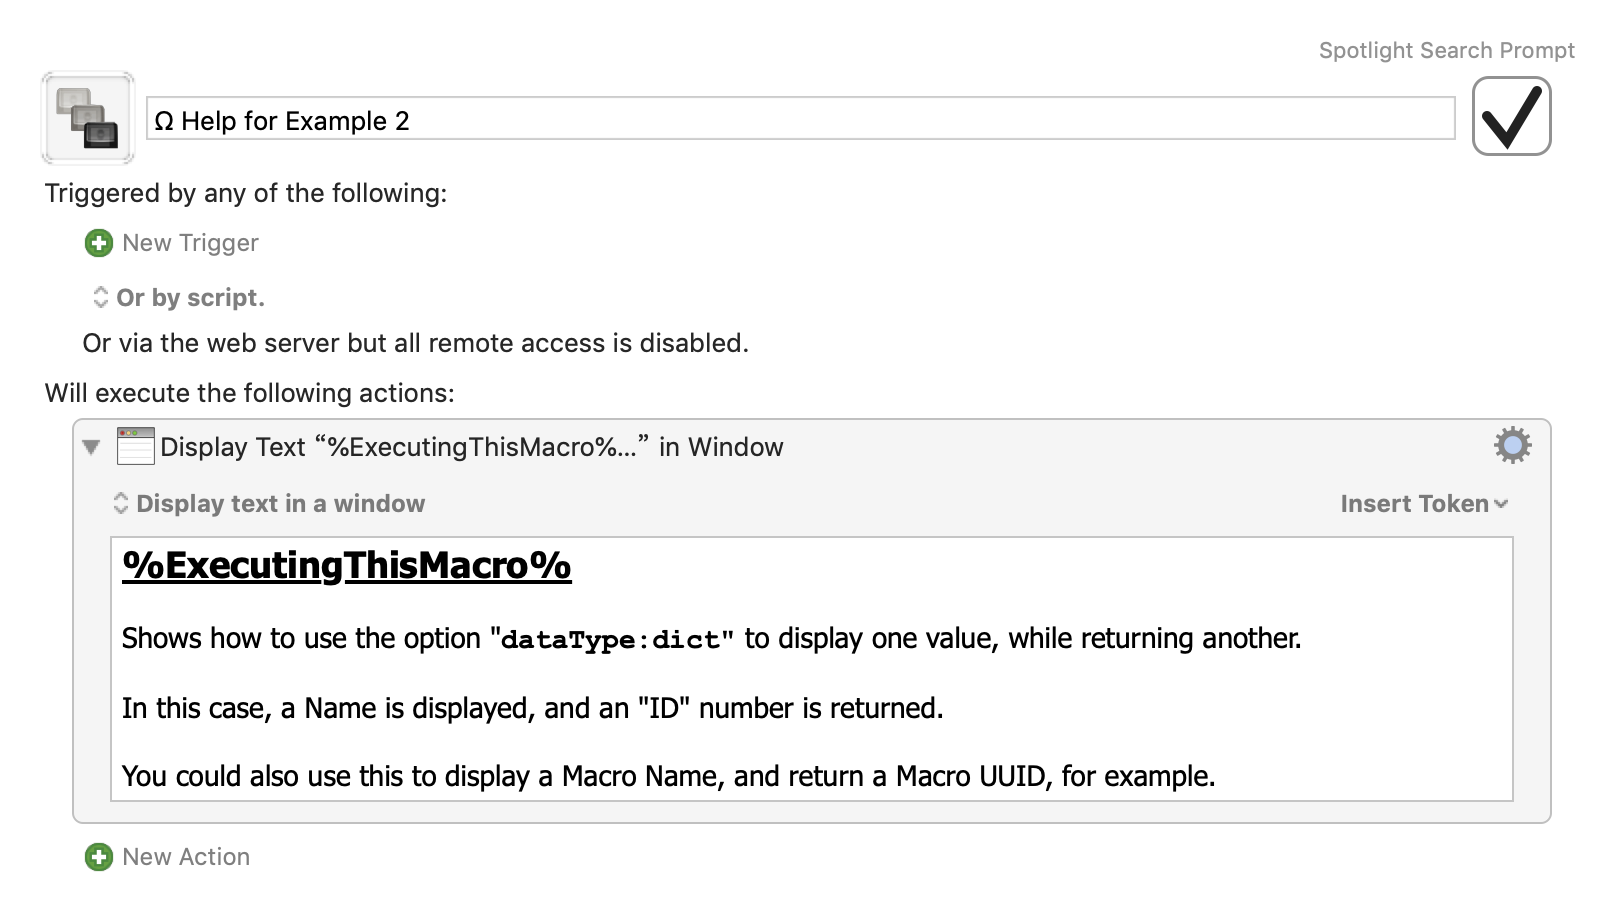 Spotlight Search Prompt
Ω Help for Example 2
Triggered by any of the following:
New Trigger
Or by script.
Or via the web server but all remote access is disabled.
Will execute the following actions:
Display Text “%ExecutingThisMacro%...” in Window
Display text in a window
Insert Token
%ExecutingThisMacro%
Shows how to use the option "dataType:dict" to display one value, while returning another.
In this case, a Name is displayed, and an "ID" number is returned.
You could also use this to display a Macro Name, and return a Macro UUID, for example.
New Action